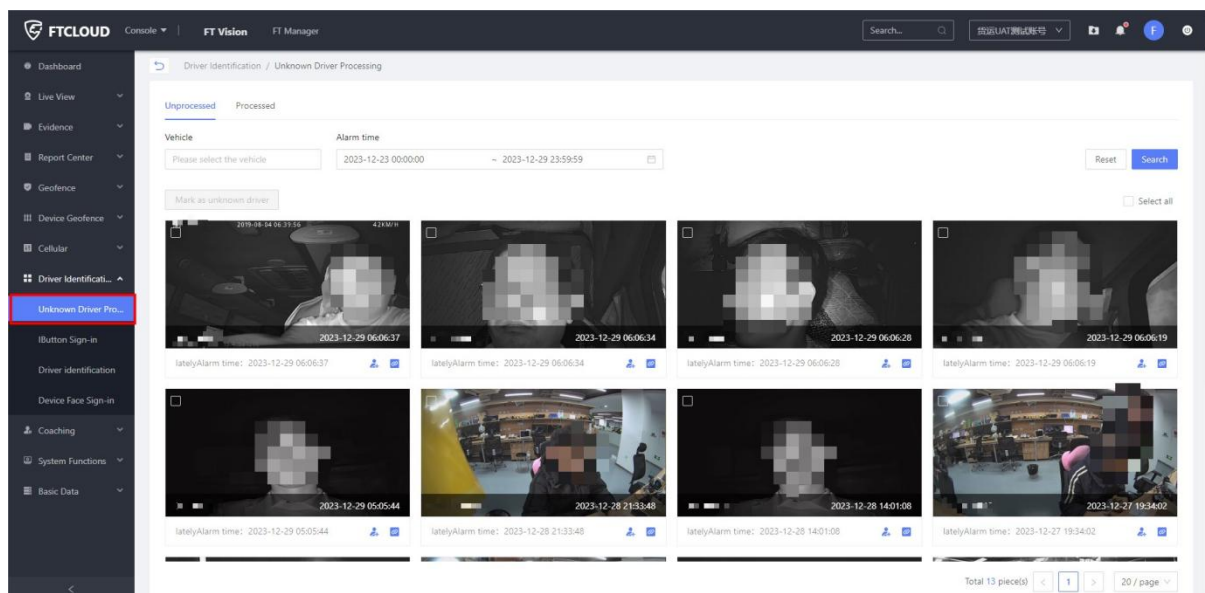 FTCLOUD Console FT Vision FT Manager Search... 货运UAT测试账号 F
Dashboard
Live View
Evidence
Report Center
Geofence
Device Geofence
Cellular
Driver Identificati...
Unknown Driver Pro...
IButton Sign-in
Driver identification
Device Face Sign-in
Coaching
System Functions
Basic Data
Driver Identification / Unknown Driver Processing
Unprocessed Processed
Vehicle Alarm time
Please select the vehicle 2023-12-23 00:00:00 ~ 2023-12-29 23:59:59 Reset Search
Mark as unknown driver Select all
2019-08-04 06:39:56 42KM/H
2023-12-29 06:06:37 2023-12-29 06:06:34 2023-12-29 06:06:28 2023-12-29 06:06:19
latelyAlarm time: 2023-12-29 06:06:37 latelyAlarm time: 2023-12-29 06:06:34 latelyAlarm time: 2023-12-29 06:06:28 latelyAlarm time: 2023-12-29 06:06:19
2023-12-29 05:05:44 2023-12-28 21:33:48 2023-12-28 14:01:08 2023-12-27 19:34:02
latelyAlarm time: 2023-12-29 05:05:44 latelyAlarm time: 2023-12-28 21:33:48 latelyAlarm time: 2023-12-28 14:01:08 latelyAlarm time: 2023-12-27 19:34:02
Total 13 piece(s) < 1 > 20 / page